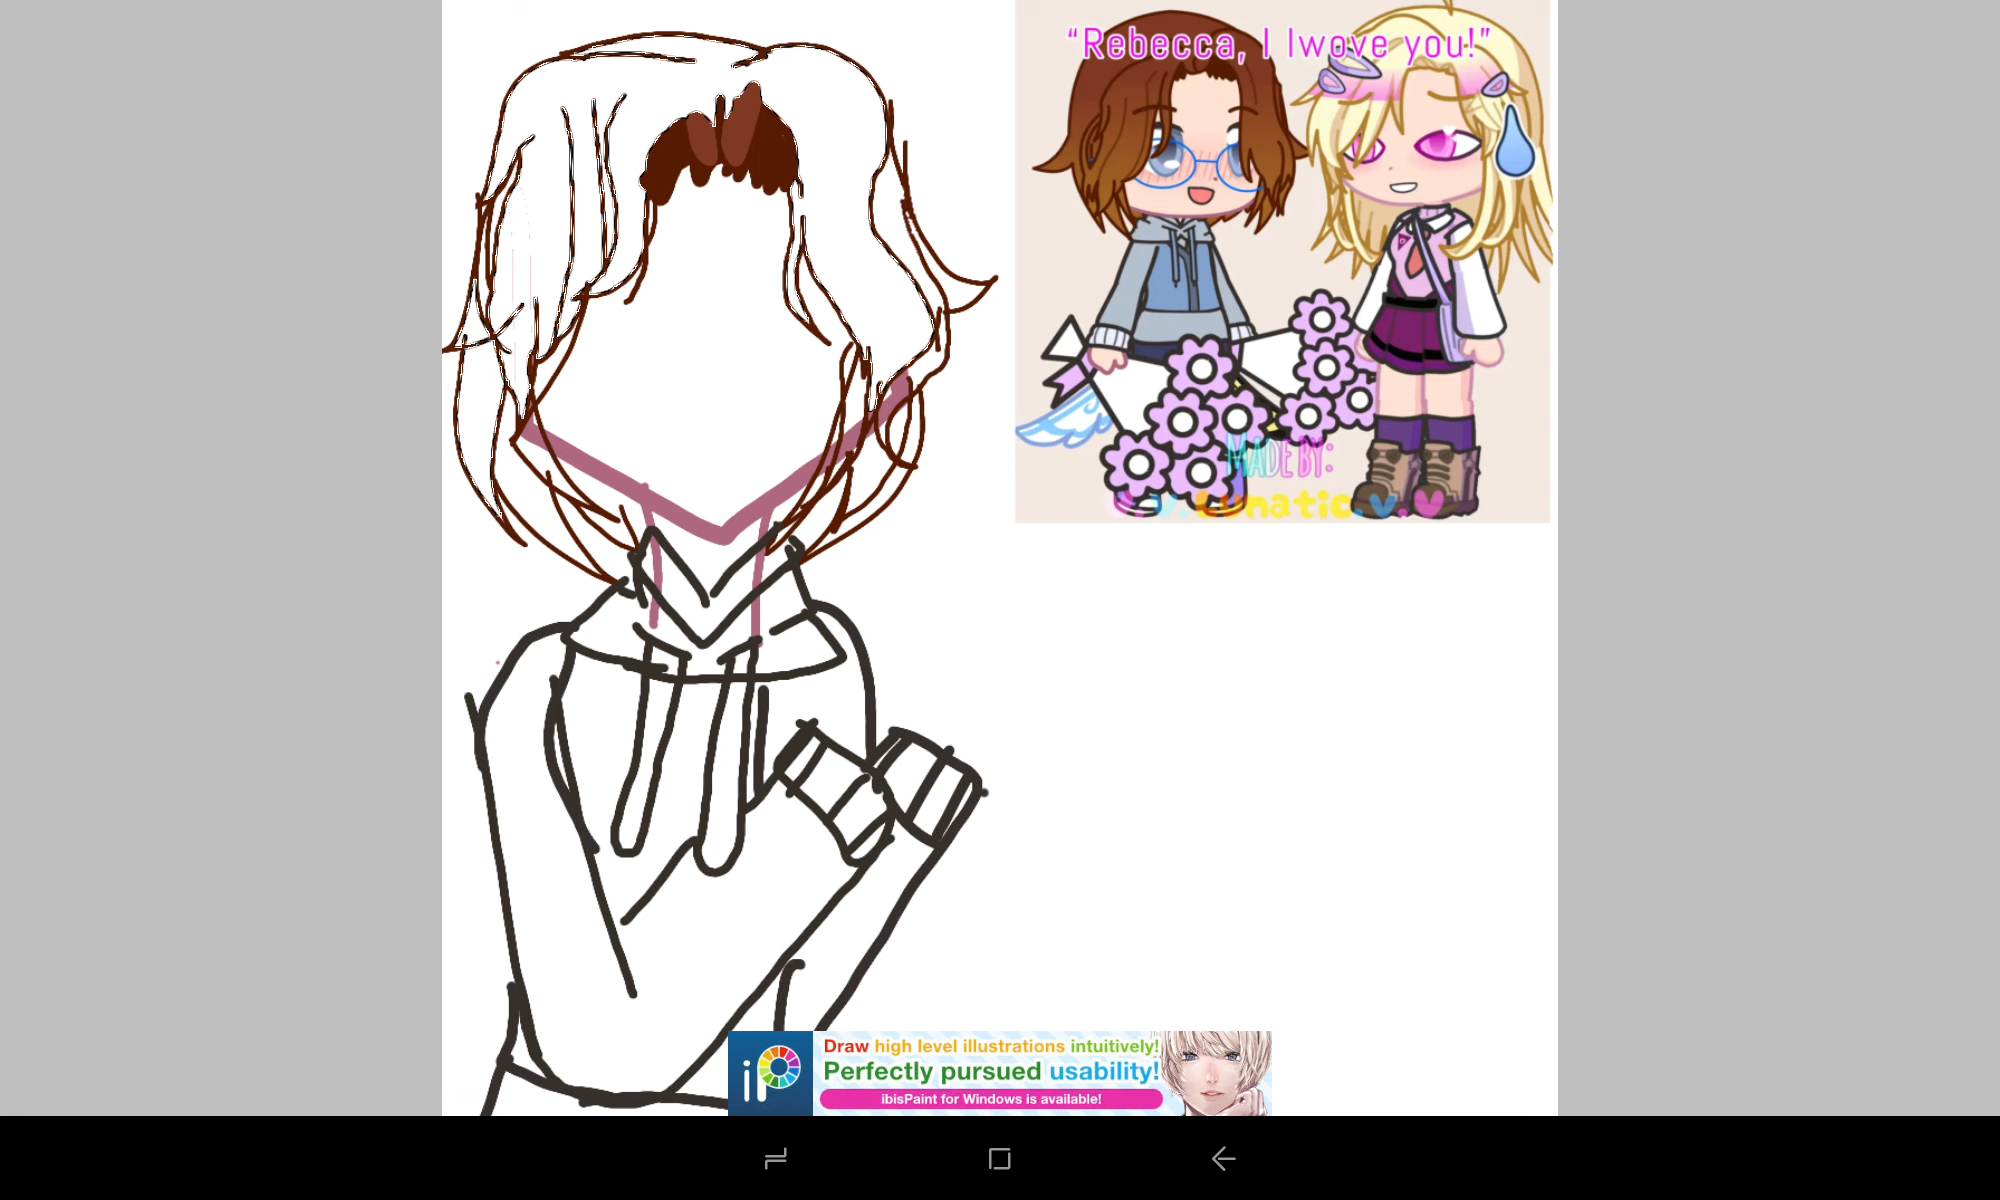 “Rebecca, I lwove you!”
MADE BY:
.v.Lunatic.v.
Draw high level illustrations intuitively!
iP
Perfectly pursued usability!
ibisPaint for Windows is available!